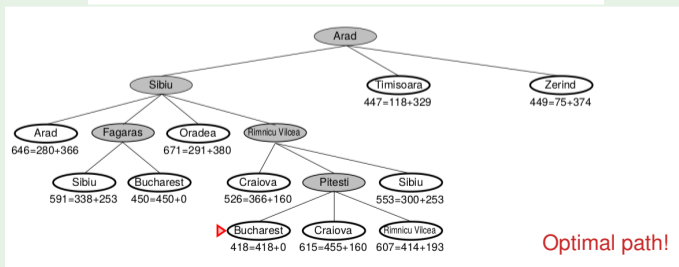 Arad
Sibiu
Timisoara
Zerind
447=118+329
449=75+374
Arad
Fagaras
Oradea
Rimnicu Vilcea
646=280+366
671=291+380
Sibiu
Bucharest
Craiova
Pitesti
Sibiu
591=338+253
450=450+0
526=366+160
553=300+253
Bucharest
Craiova
Rimnicu Vilcea
418=418+0
615=455+160
607=414+193
Optimal path!